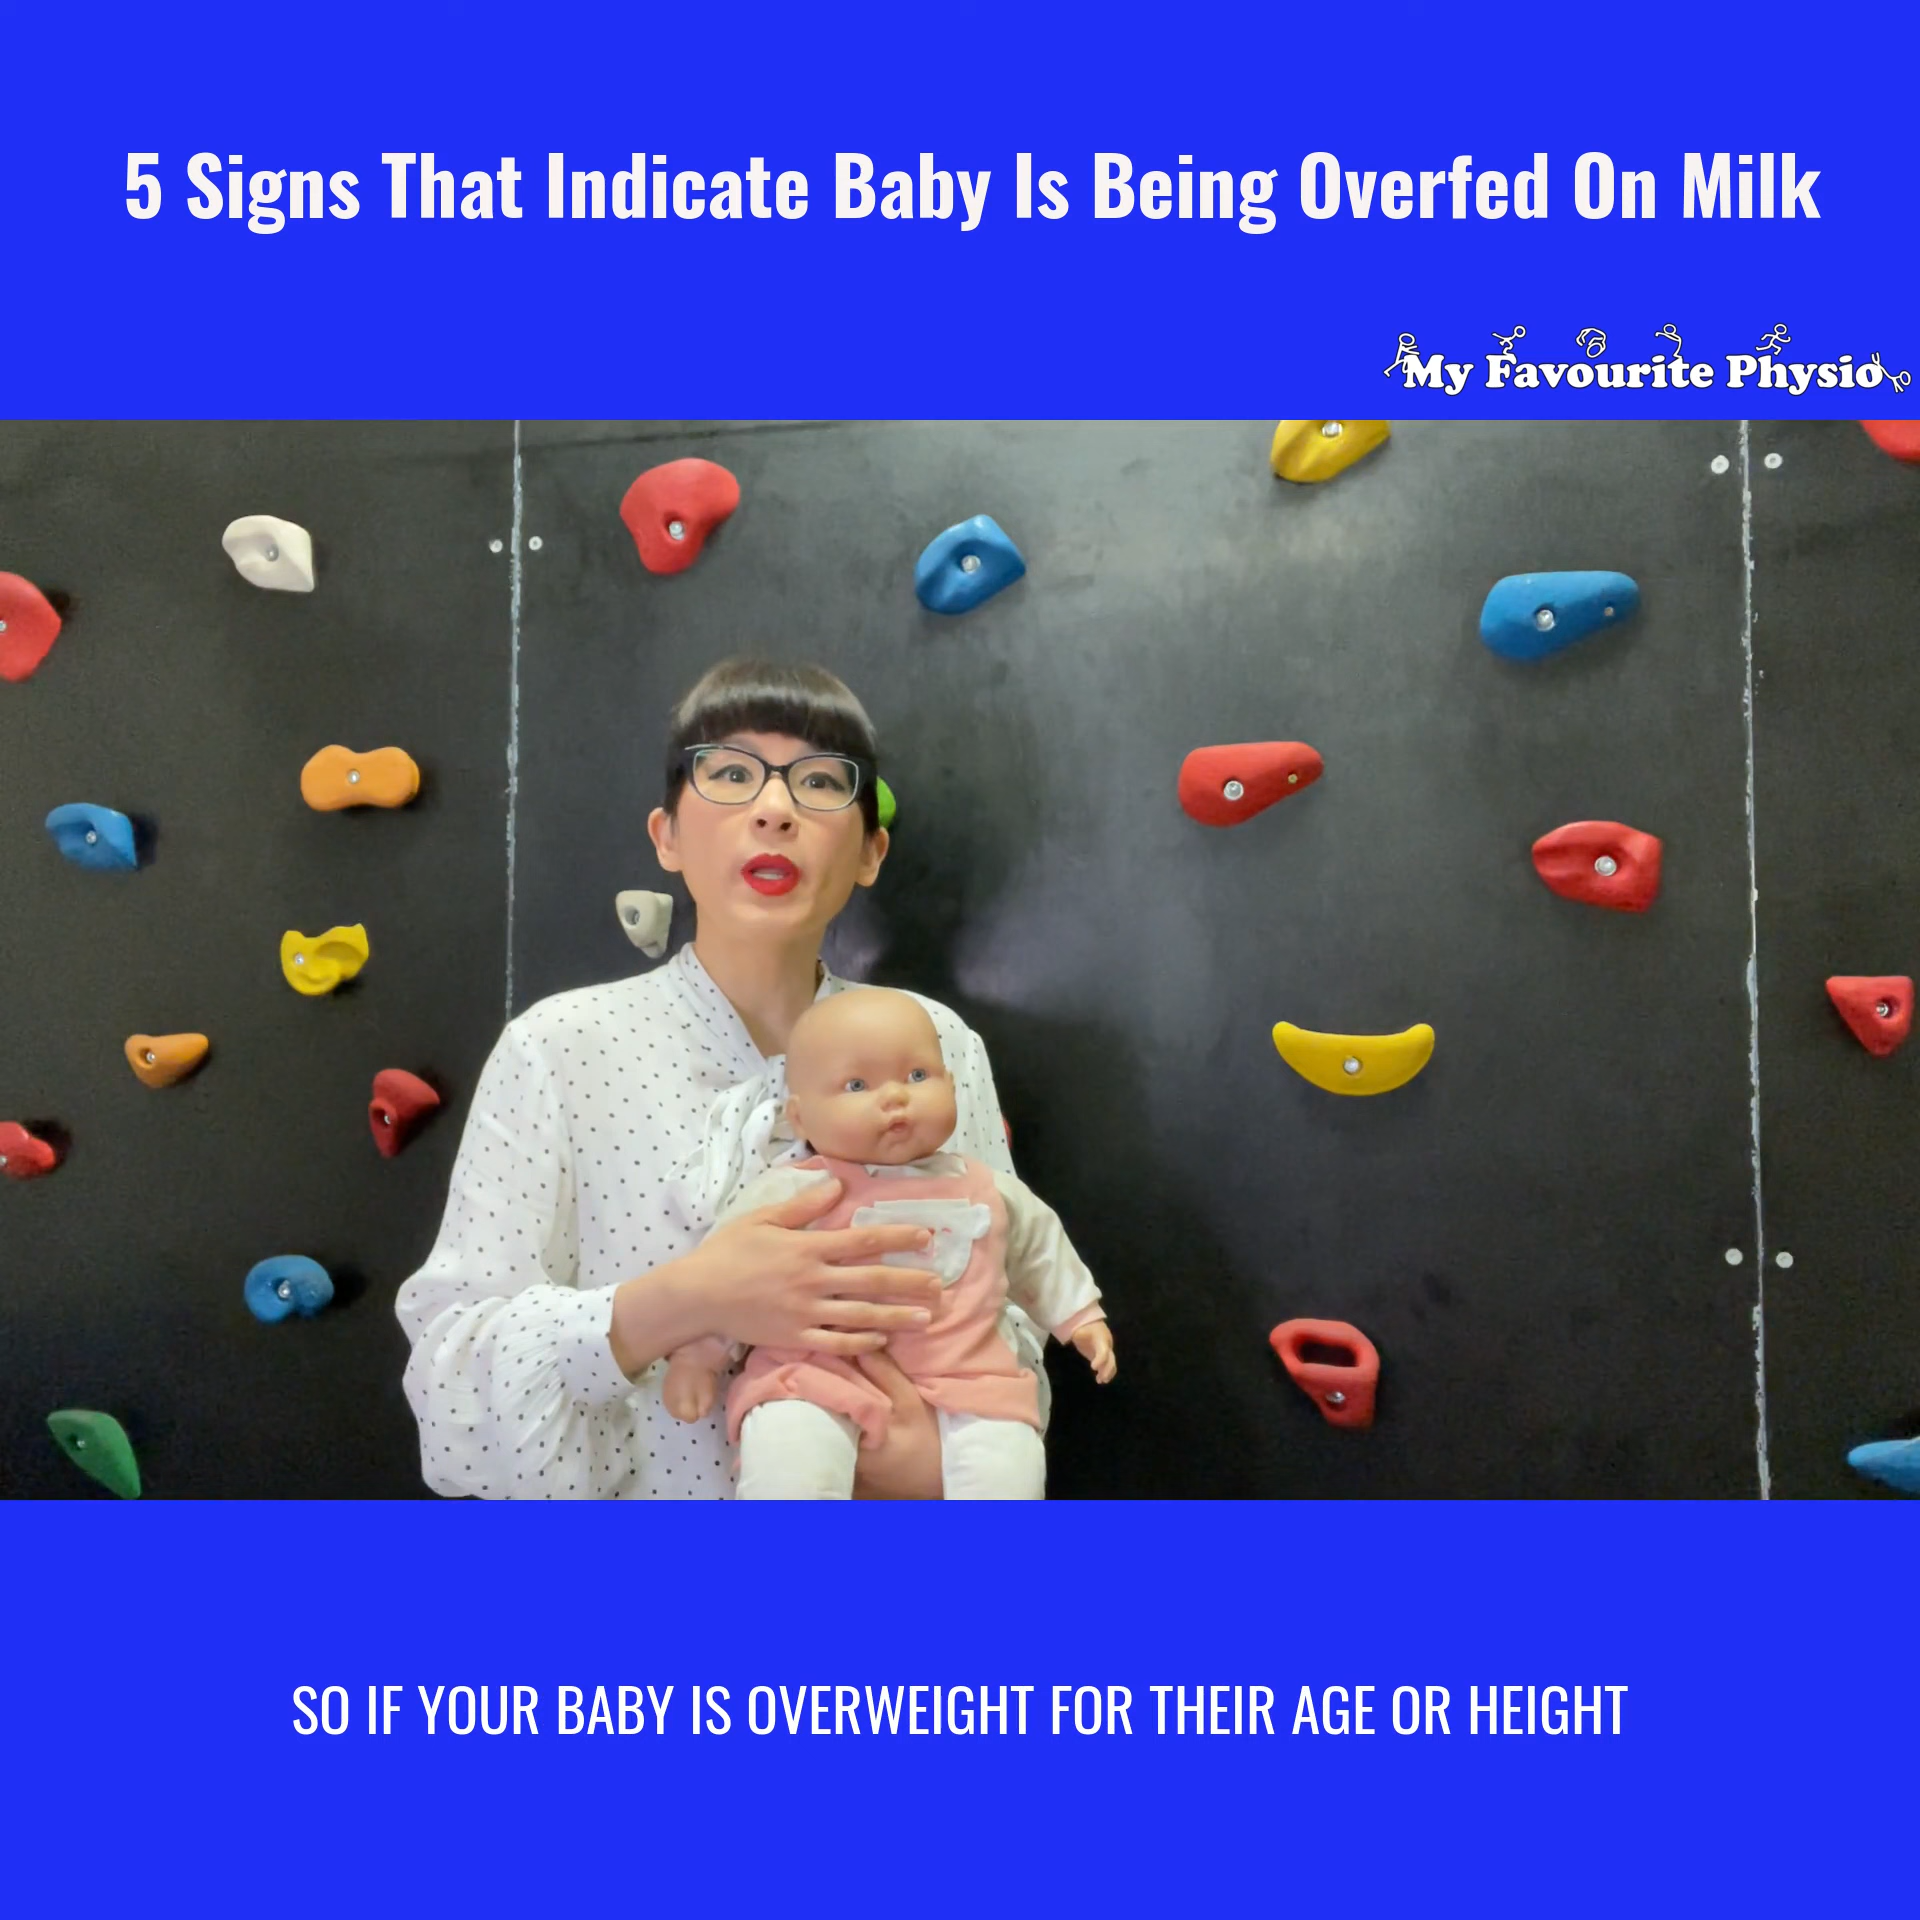 5 Signs That Indicate Baby Is Being Overfed On Milk
My Favourite Physio
SO IF YOUR BABY IS OVERWEIGHT FOR THEIR AGE OR HEIGHT